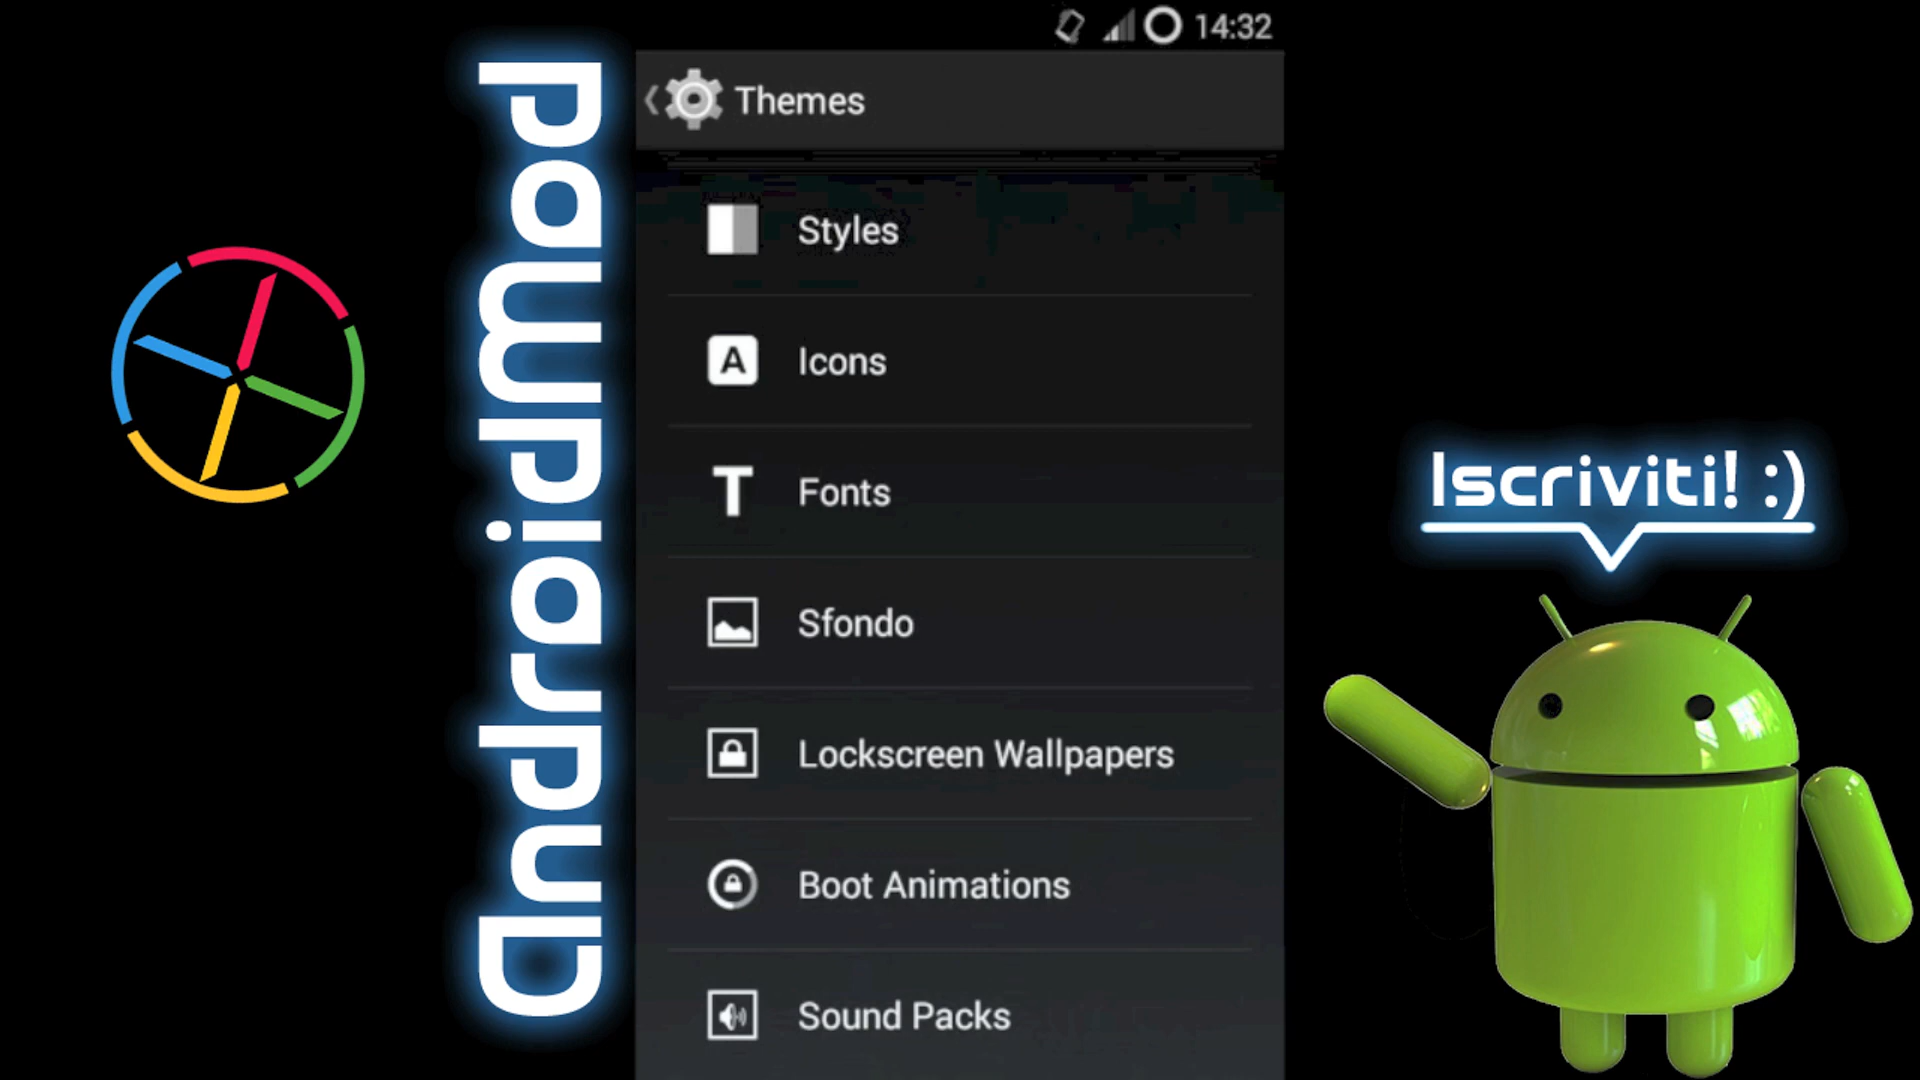 14:32
Themes
AndroidMod
Styles
A
Icons
T
Fonts
Sfondo
Lockscreen Wallpapers
Boot Animations
Sound Packs
Iscriviti! :)